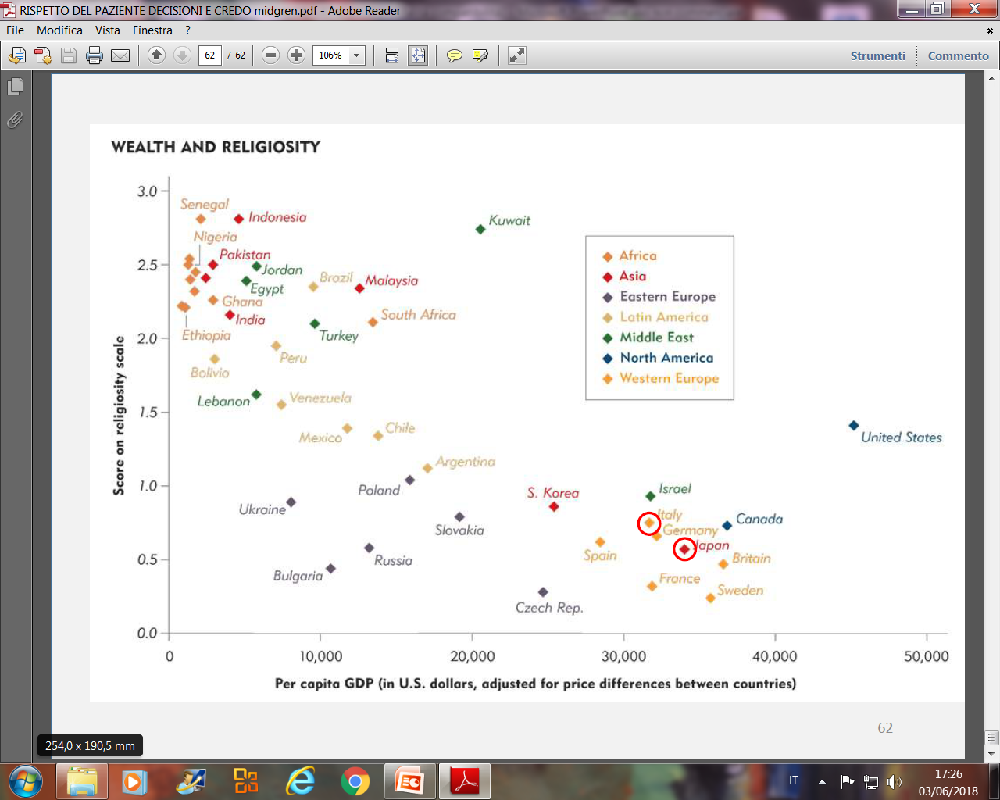 RISPETTO DEL PAZIENTE DECISIONI E CREDO midgren.pdf - Adobe Reader
File Modifica Vista Finestra ?
62 / 62 106% Strumenti Commento
WEALTH AND RELIGIOSITY
3.0
Senegal
Indonesia
Kuwait
Nigeria
Africa
Pakistan
2.5
Jordan
Brazil
Malaysia
Asia
Egypt
Eastern Europe
Ghana
India
South Africa
Latin America
2.0
Ethiopia
Turkey
Middle East
Peru
North America
Bolivio
Western Europe
1.5
Lebanon
Venezuela
Mexico
Chile
United States
Argentina
1.0
Poland
S. Korea
Israel
Ukraine
Italy
Canada
Slovakia
Germany
Japan
0.5
Russia
Spain
Britain
Bulgaria
France
Sweden
Czech Rep.
0.0
Score on religiosity scale
0 10,000 20,000 30,000 40,000 50,000
Per capita GDP (in U.S. dollars, adjusted for price differences between countries)
62
254,0 x 190,5 mm
IT
17:26
03/06/2018